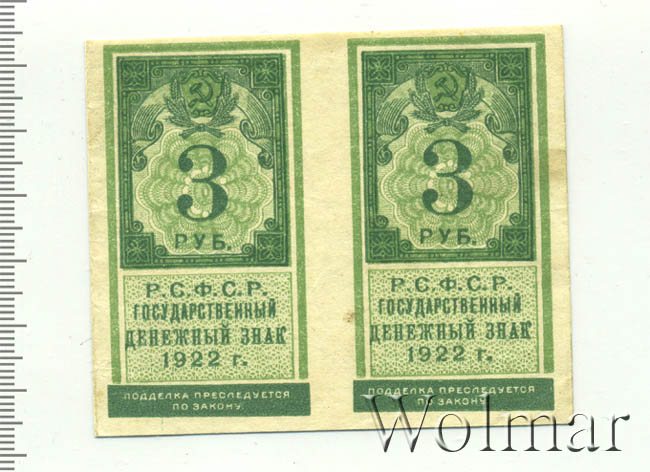 3
РУБ.
Р.С.Ф.С.Р.
ГОСУДАРСТВЕННЫЙ
ДЕНЕЖНЫЙ ЗНАК
1922 г.
ПОДДЕЛКА ПРЕСЛЕДУЕТСЯ
ПО ЗАКОНУ.
3
РУБ.
Р.С.Ф.С.Р.
ГОСУДАРСТВЕННЫЙ
ДЕНЕЖНЫЙ ЗНАК
1922 г.
ПОДДЕЛКА ПРЕСЛЕДУЕТСЯ
ПО ЗАКОНУ.
Wolmar